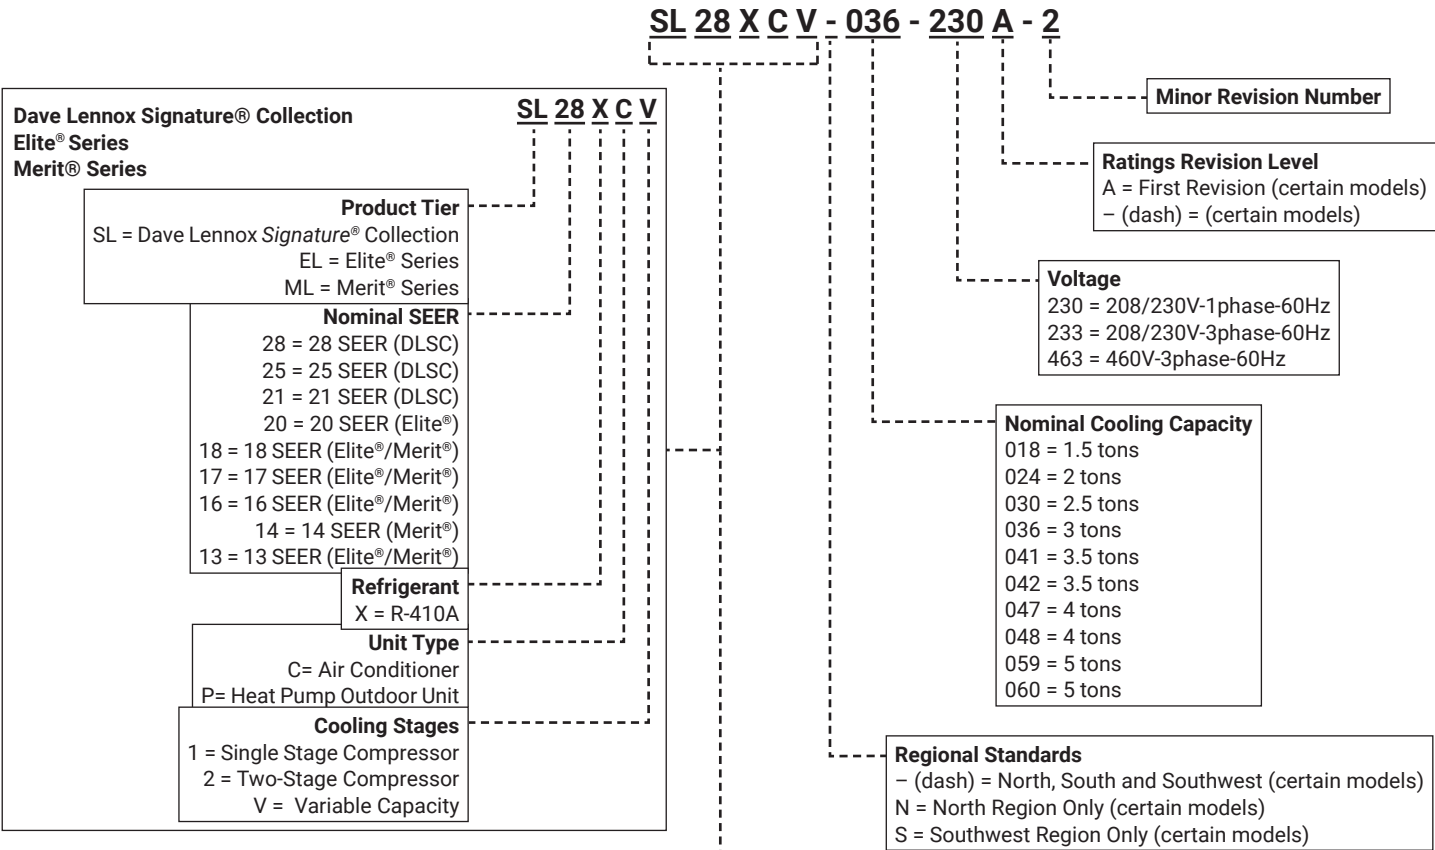 SL 28 X C V - 036 - 230 A - 2
Dave Lennox Signature® Collection
Elite® Series
Merit® Series
SL 28 X C V
Product Tier
SL = Dave Lennox Signature® Collection
EL = Elite® Series
ML = Merit® Series
Nominal SEER
28 = 28 SEER (DLSC)
25 = 25 SEER (DLSC)
21 = 21 SEER (DLSC)
20 = 20 SEER (Elite®)
18 = 18 SEER (Elite®/Merit®)
17 = 17 SEER (Elite®/Merit®)
16 = 16 SEER (Elite®/Merit®)
14 = 14 SEER (Merit®)
13 = 13 SEER (Elite®/Merit®)
Refrigerant
X = R-410A
Unit Type
C= Air Conditioner
P= Heat Pump Outdoor Unit
Cooling Stages
1 = Single Stage Compressor
2 = Two-Stage Compressor
V = Variable Capacity
Minor Revision Number
Ratings Revision Level
A = First Revision (certain models)
– (dash) = (certain models)
Voltage
230 = 208/230V-1phase-60Hz
233 = 208/230V-3phase-60Hz
463 = 460V-3phase-60Hz
Nominal Cooling Capacity
018 = 1.5 tons
024 = 2 tons
030 = 2.5 tons
036 = 3 tons
041 = 3.5 tons
042 = 3.5 tons
047 = 4 tons
048 = 4 tons
059 = 5 tons
060 = 5 tons
Regional Standards
– (dash) = North, South and Southwest (certain models)
N = North Region Only (certain models)
S = Southwest Region Only (certain models)